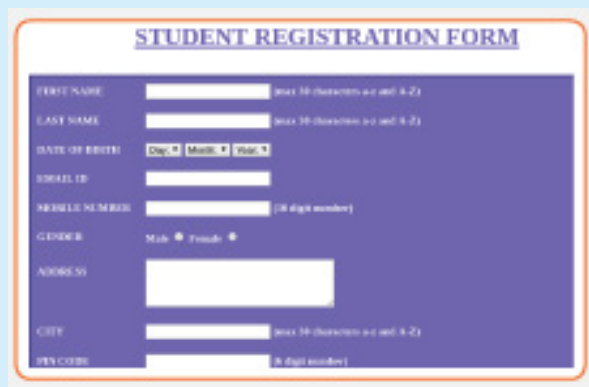 STUDENT REGISTRATION FORM
FIRST NAME (max 30 characters a-z and A-Z)
LAST NAME (max 30 characters a-z and A-Z)
DATE OF BIRTH Day: Month: Year:
EMAIL ID
MOBILE NUMBER (10 digit number)
GENDER Male Female
ADDRESS
CITY (max 30 characters a-z and A-Z)
PIN CODE (6 digit number)